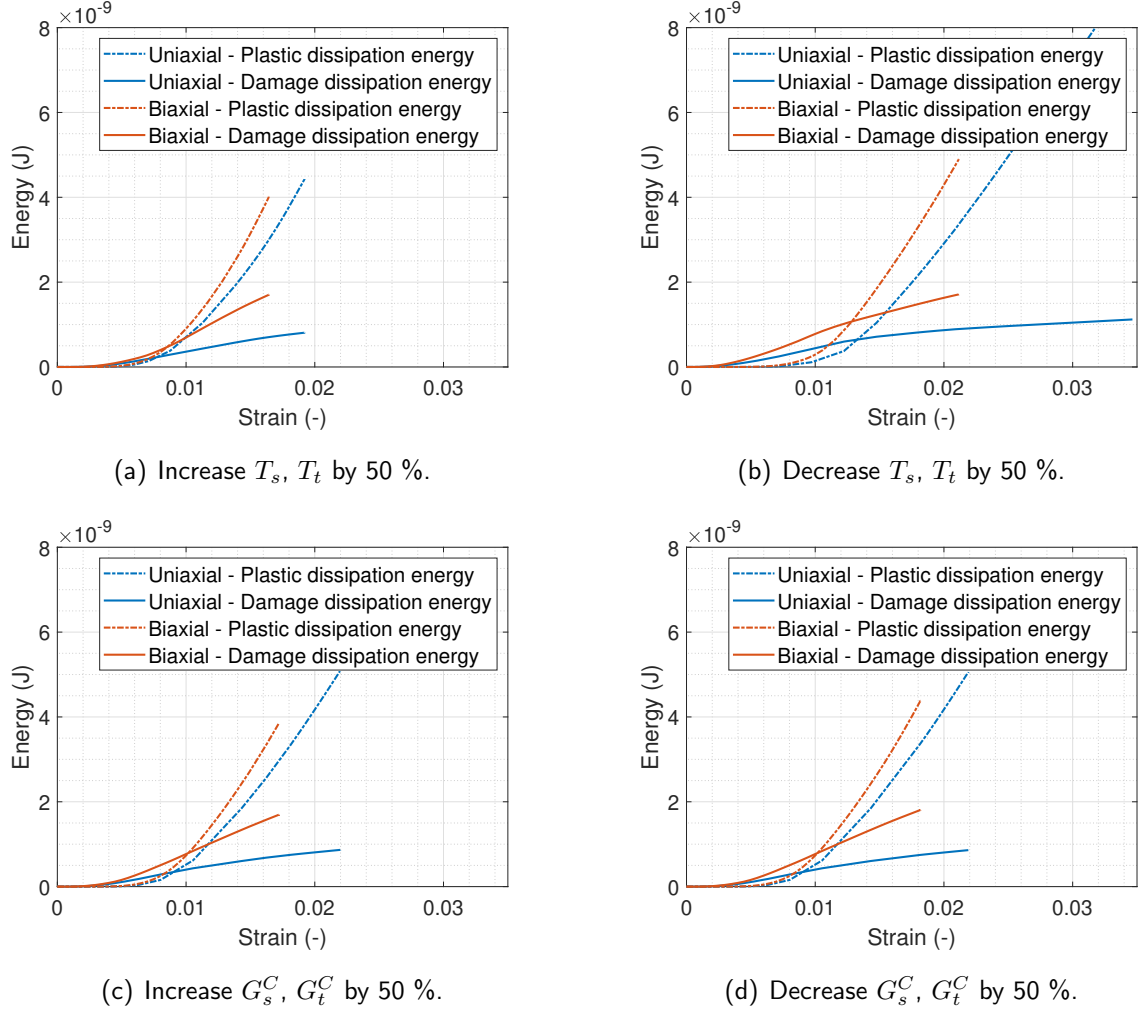 ×10⁻⁹
8
6
4
2
0
Energy (J)
Uniaxial - Plastic dissipation energy
Uniaxial - Damage dissipation energy
Biaxial - Plastic dissipation energy
Biaxial - Damage dissipation energy
0 0.01 0.02 0.03
Strain (-)
(a) Increase T_s, T_t by 50 %.
×10⁻⁹
8
6
4
2
0
Energy (J)
Uniaxial - Plastic dissipation energy
Uniaxial - Damage dissipation energy
Biaxial - Plastic dissipation energy
Biaxial - Damage dissipation energy
0 0.01 0.02 0.03
Strain (-)
(b) Decrease T_s, T_t by 50 %.
×10⁻⁹
8
6
4
2
0
Energy (J)
Uniaxial - Plastic dissipation energy
Uniaxial - Damage dissipation energy
Biaxial - Plastic dissipation energy
Biaxial - Damage dissipation energy
0 0.01 0.02 0.03
Strain (-)
(c) Increase G_s^C, G_t^C by 50 %.
×10⁻⁹
8
6
4
2
0
Energy (J)
Uniaxial - Plastic dissipation energy
Uniaxial - Damage dissipation energy
Biaxial - Plastic dissipation energy
Biaxial - Damage dissipation energy
0 0.01 0.02 0.03
Strain (-)
(d) Decrease G_s^C, G_t^C by 50 %.